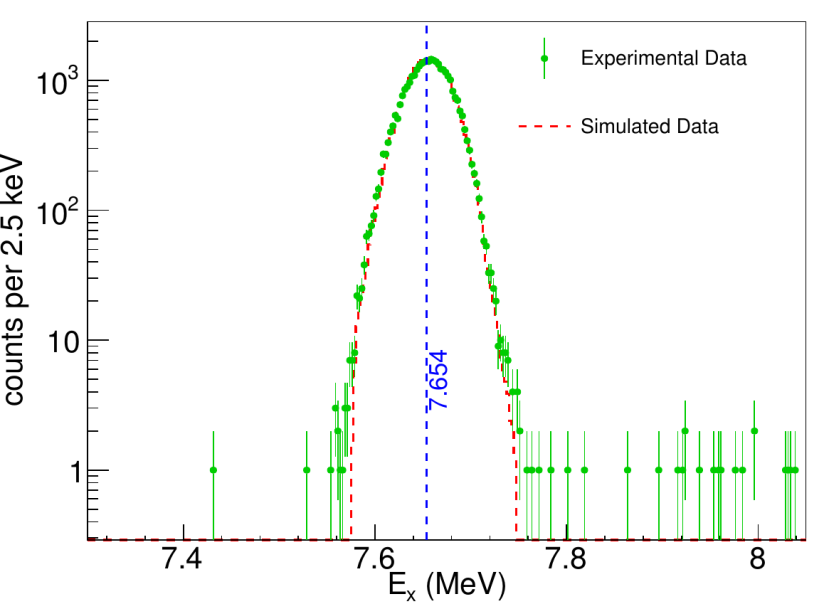 Experimental Data
Simulated Data
counts per 2.5 keV
10³
10²
10
1
7.654
7.4 7.6 7.8 8
Eₓ (MeV)